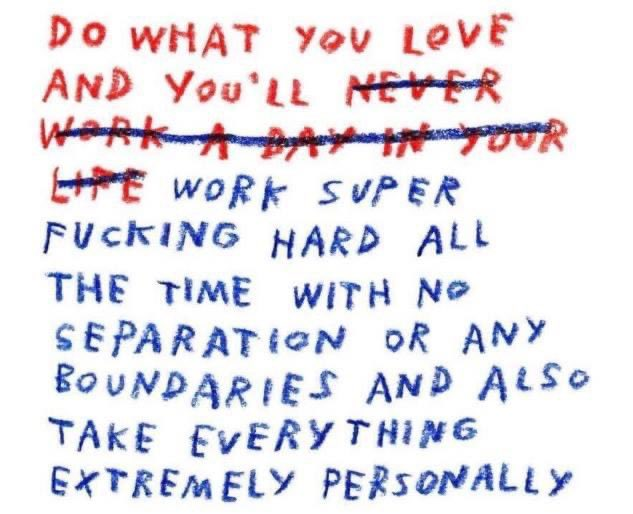 DO WHAT YOU LOVE
AND YOU'LL NEVER
WORK A DAY IN YOUR
LIFE WORK SUPER
FUCKING HARD ALL
THE TIME WITH NO
SEPARATION OR ANY
BOUNDARIES AND ALSO
TAKE EVERYTHING
EXTREMELY PERSONALLY